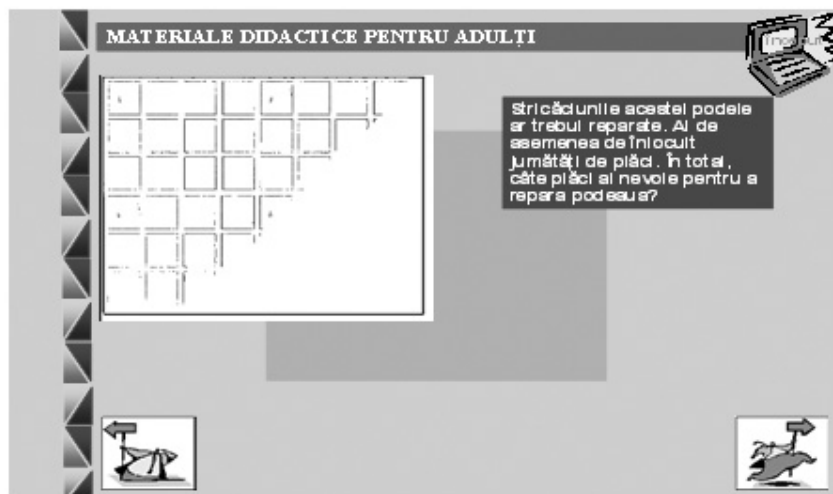 MATERIALE DIDACTICE PENTRU ADULȚI
Stricăciunile acestei podele
ar trebui reparate. Ai de
asemenea de înlocuit
jumătăți de plăci. În total,
câte plăci ai nevoie pentru a
repara podeaua?